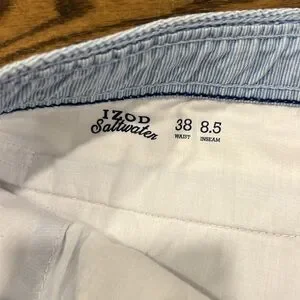 IZOD
Saltwater
38 8.5
WAIST INSEAM